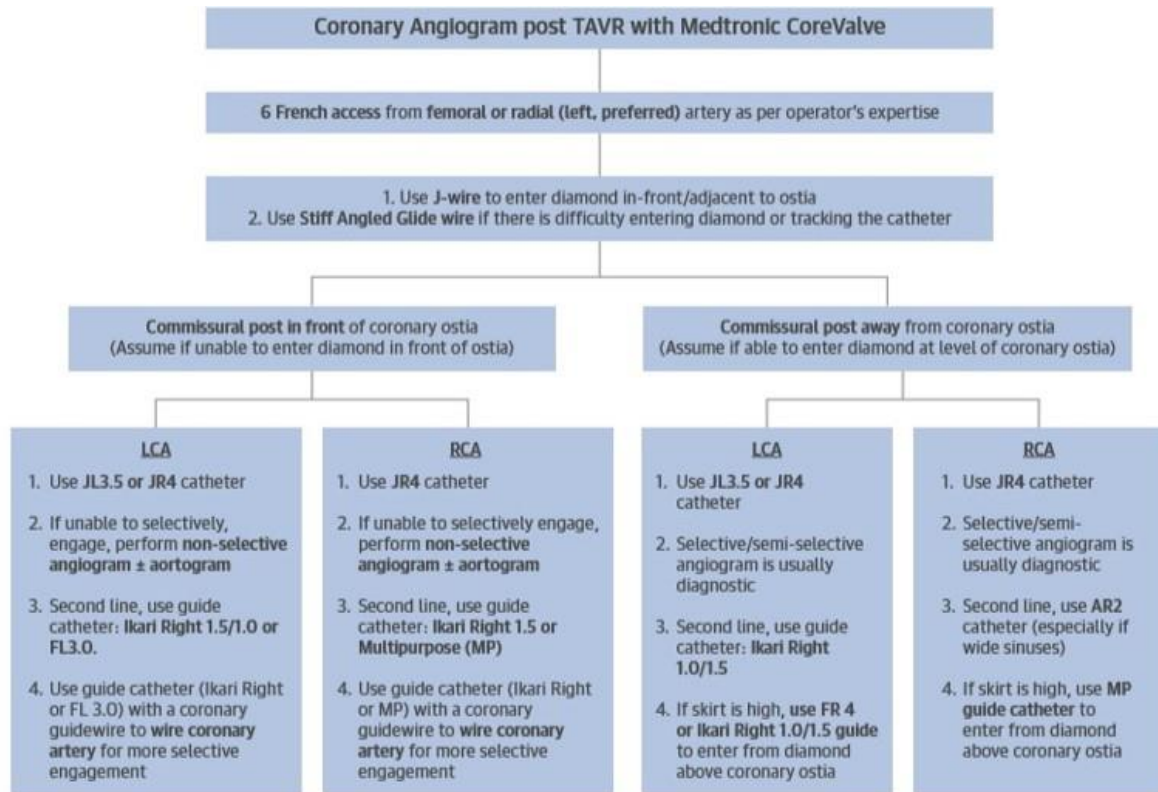 Coronary Angiogram post TAVR with Medtronic CoreValve
6 French access from femoral or radial (left, preferred) artery as per operator's expertise
1. Use J-wire to enter diamond in-front/adjacent to ostia
2. Use Stiff Angled Glide wire if there is difficulty entering diamond or tracking the catheter
Commissural post in front of coronary ostia
(Assume if unable to enter diamond in front of ostia)
LCA
1. Use JL3.5 or JR4 catheter
2. If unable to selectively,
engage, perform non-selective
angiogram ± aortogram
3. Second line, use guide
catheter: Ikari Right 1.5/1.0 or
FL3.0.
4. Use guide catheter (Ikari Right
or FL 3.0) with a coronary
guidewire to wire coronary
artery for more selective
engagement
RCA
1. Use JR4 catheter
2. If unable to selectively engage,
perform non-selective
angiogram ± aortogram
3. Second line, use guide
catheter: Ikari Right 1.5 or
Multipurpose (MP)
4. Use guide catheter (Ikari Right
or MP) with a coronary
guidewire to wire coronary
artery for more selective
engagement
Commissural post away from coronary ostia
(Assume if able to enter diamond at level of coronary ostia)
LCA
1. Use JL3.5 or JR4
catheter
2. Selective/semi-selective
angiogram is usually
diagnostic
3. Second line, use guide
catheter: Ikari Right
1.0/1.5
4. If skirt is high, use FR 4
or Ikari Right 1.0/1.5 guide
to enter from diamond
above coronary ostia
RCA
1. Use JR4 catheter
2. Selective/semi-
selective angiogram is
usually diagnostic
3. Second line, use AR2
catheter (especially if
wide sinuses)
4. If skirt is high, use MP
guide catheter to
enter from diamond
above coronary ostia